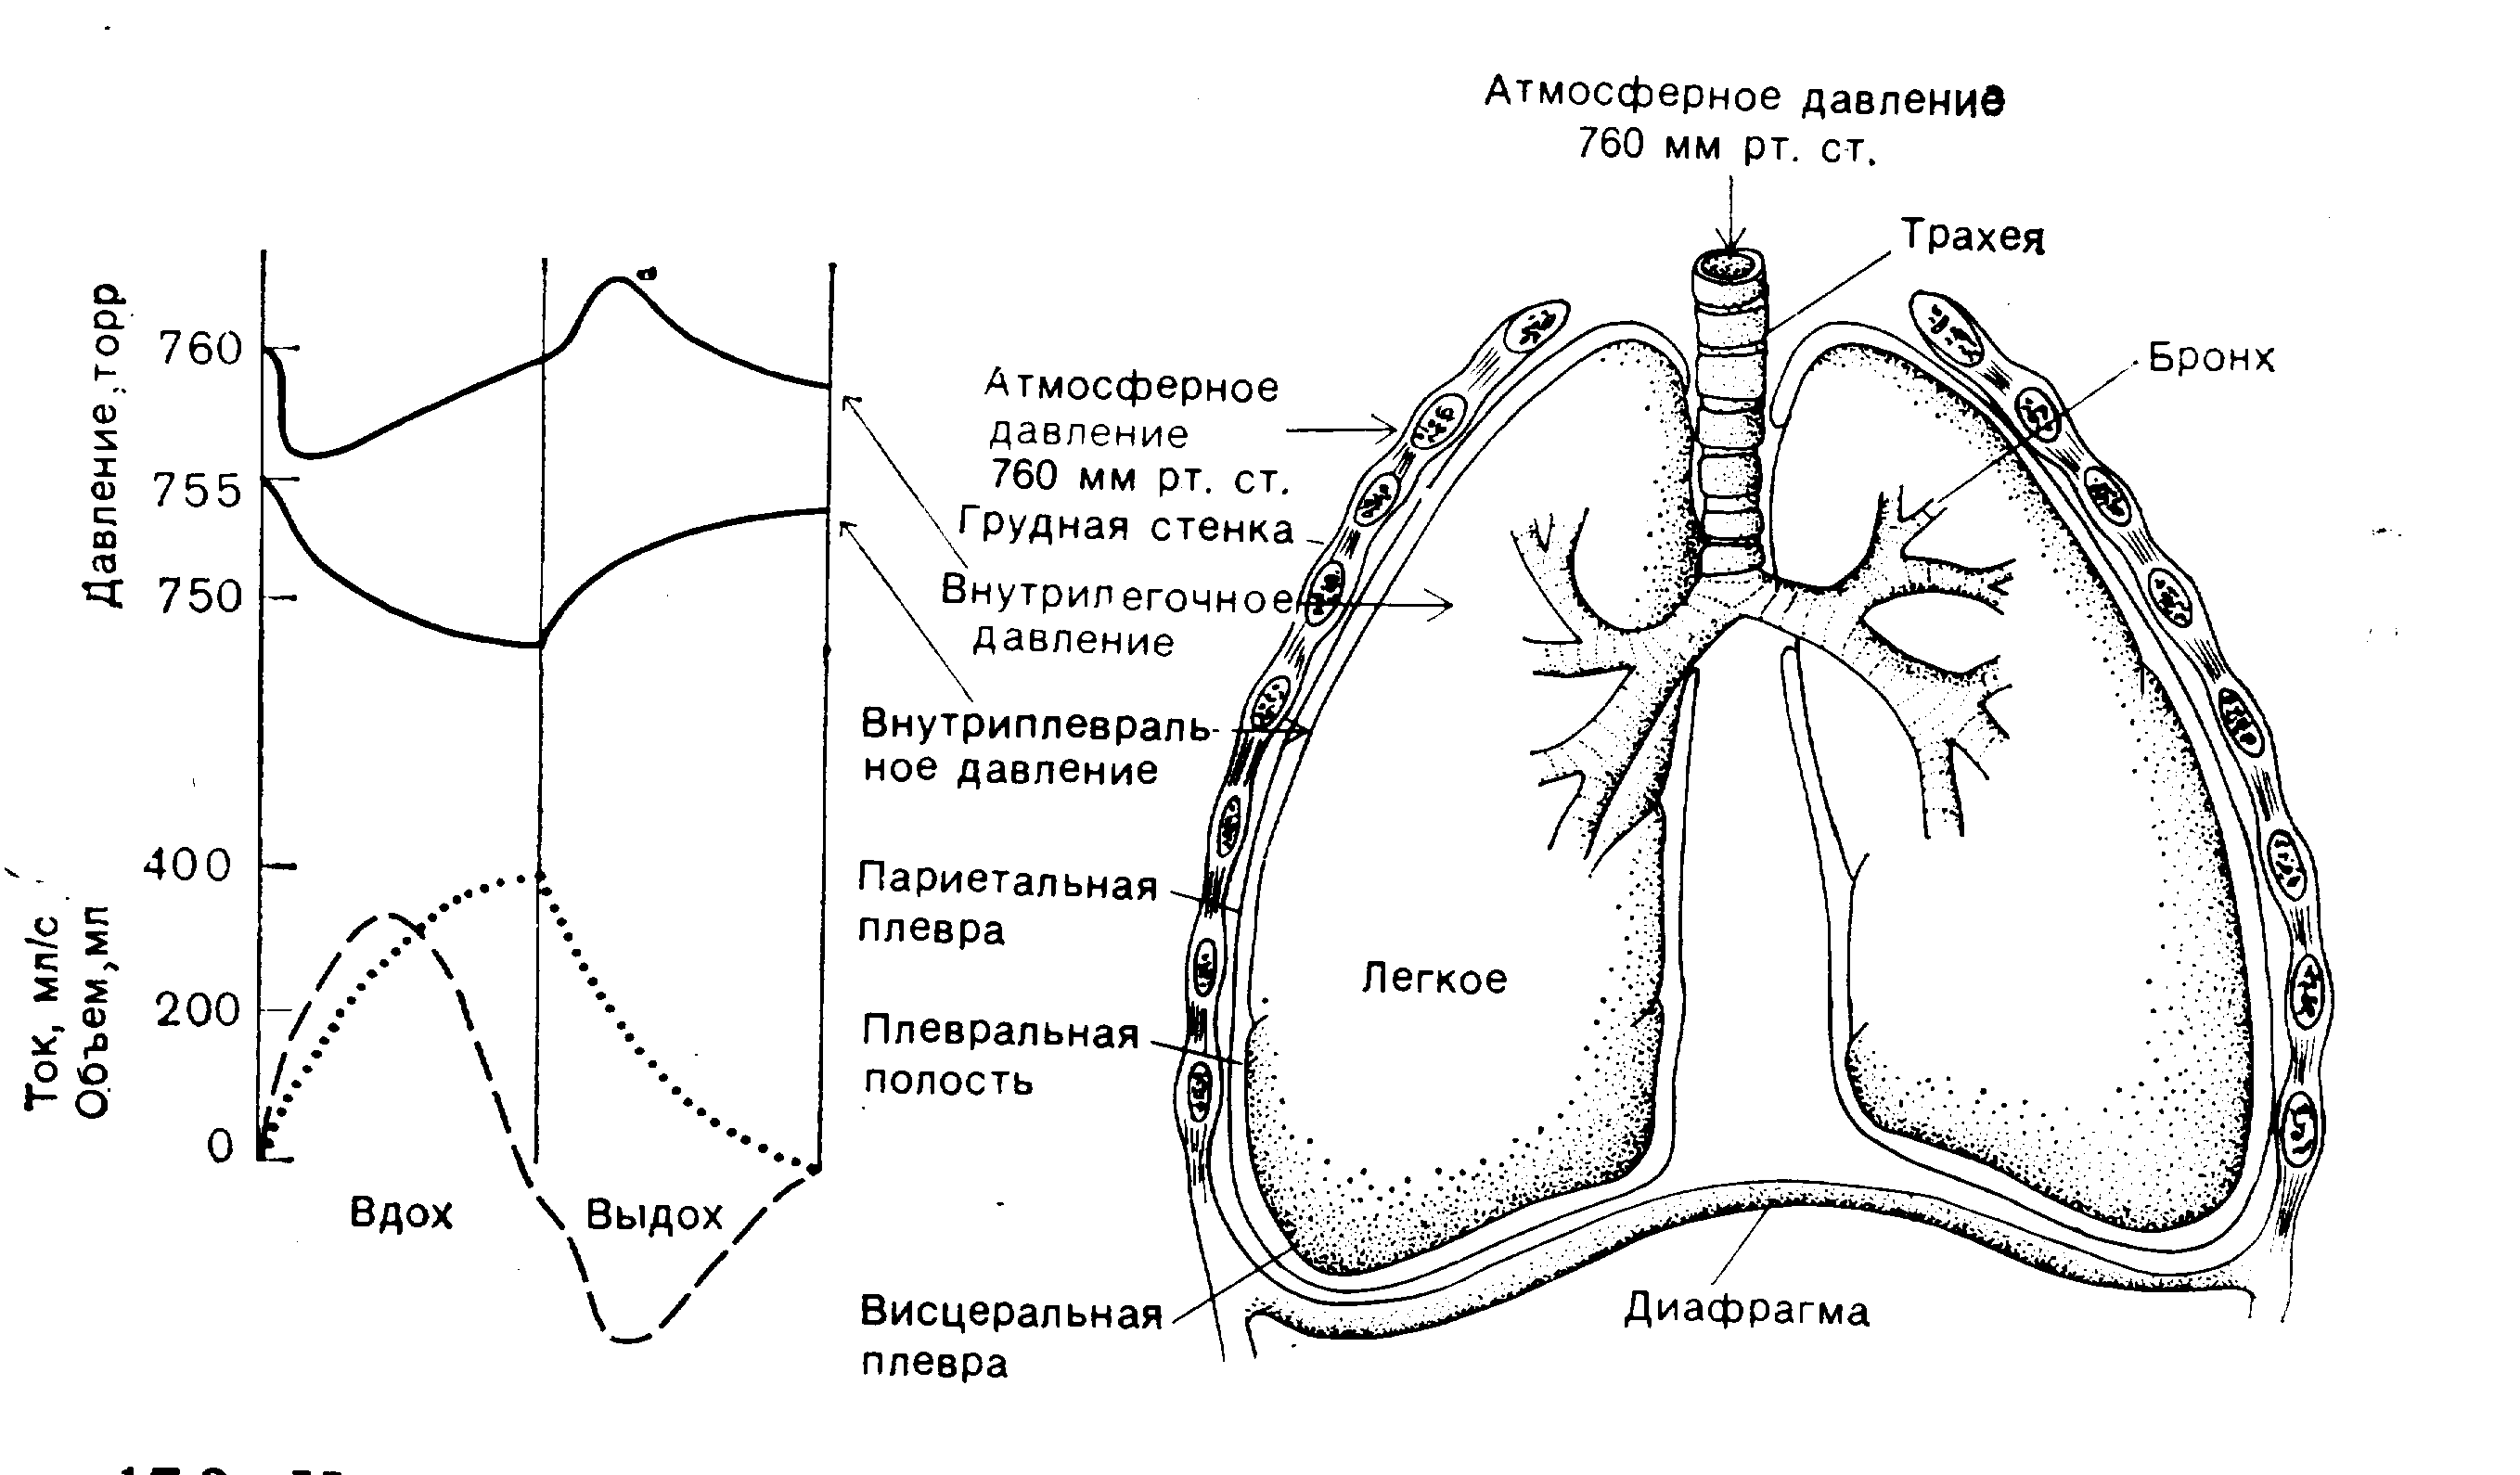 Атмосферное давление
760 мм рт. ст.
Трахея
Бронх
Давление, торр
760
755
750
Ток, мл/с
Объем, мл
400
200
0
Вдох
Выдох
Атмосферное
давление
760 мм рт. ст.
Грудная стенка
Внутрилегочное
давление
Внутриплевраль-
ное давление
Париетальная
плевра
Плевральная
полость
Висцеральная
плевра
Легкое
Диафрагма